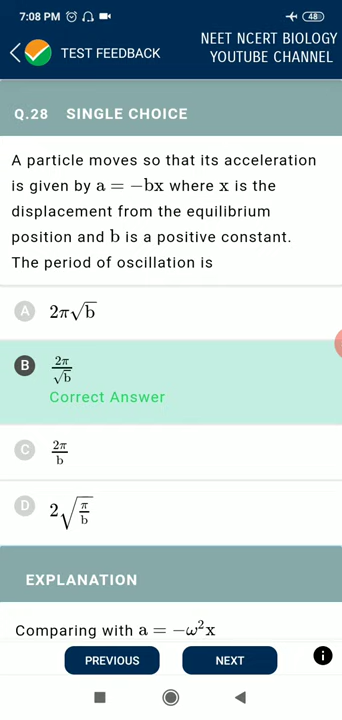 7:08 PM
48
TEST FEEDBACK
NEET NCERT BIOLOGY
YOUTUBE CHANNEL
Q.28 SINGLE CHOICE
A particle moves so that its acceleration
is given by a = −bx where x is the
displacement from the equilibrium
position and b is a positive constant.
The period of oscillation is
A 2π√b
B 2π/√b
Correct Answer
C 2π/b
D 2√(π/b)
EXPLANATION
Comparing with a = −ω²x
PREVIOUS NEXT i